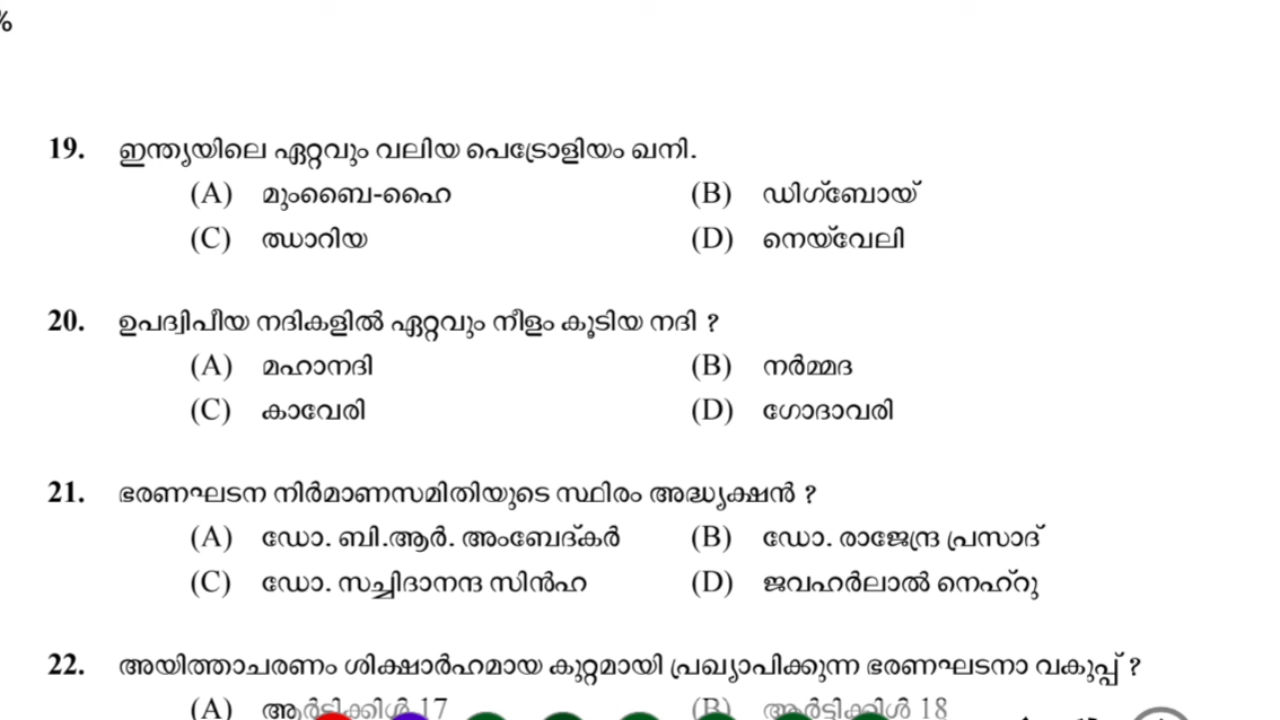 %
19. ഇന്ത്യയിലെ ഏറ്റവും വലിയ പെട്രോളിയം ഖനി.
(A) മുംബൈ-ഹൈ (B) ഡിഗ്ബോയ്
(C) ഝാറിയ (D) നെയ്‌വേലി
20. ഉപദ്വിപീയ നദികളിൽ ഏറ്റവും നീളം കൂടിയ നദി ?
(A) മഹാനദി (B) നർമ്മദ
(C) കാവേരി (D) ഗോദാവരി
21. ഭരണഘടന നിർമാണസമിതിയുടെ സ്ഥിരം അദ്ധ്യക്ഷൻ ?
(A) ഡോ. ബി.ആർ. അംബേദ്കർ (B) ഡോ. രാജേന്ദ്ര പ്രസാദ്
(C) ഡോ. സച്ചിദാനന്ദ സിൻഹ (D) ജവഹർലാൽ നെഹ്റു
22. അയിത്താചരണം ശിക്ഷാർഹമായ കുറ്റമായി പ്രഖ്യാപിക്കുന്ന ഭരണഘടനാ വകുപ്പ് ?
(A) ആർട്ടിക്കിൾ 17 (B) ആർട്ടിക്കിൾ 18